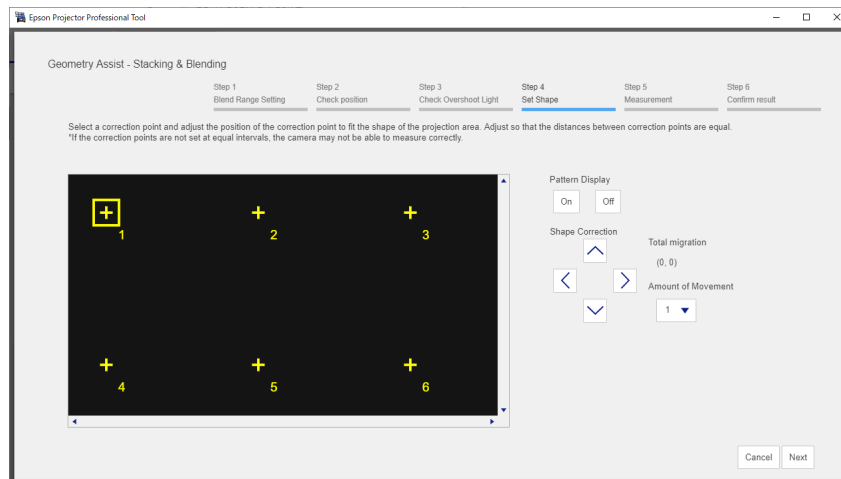 Epson Projector Professional Tool
Geometry Assist - Stacking & Blending
Step 1
Blend Range Setting
Step 2
Check position
Step 3
Check Overshoot Light
Step 4
Set Shape
Step 5
Measurement
Step 6
Confirm result
Select a correction point and adjust the position of the correction point to fit the shape of the projection area. Adjust so that the distances between correction points are equal.
*If the correction points are not set at equal intervals, the camera may not be able to measure correctly.
1
2
3
4
5
6
Pattern Display
On
Off
Shape Correction
Total migration
(0, 0)
Amount of Movement
1
Cancel
Next